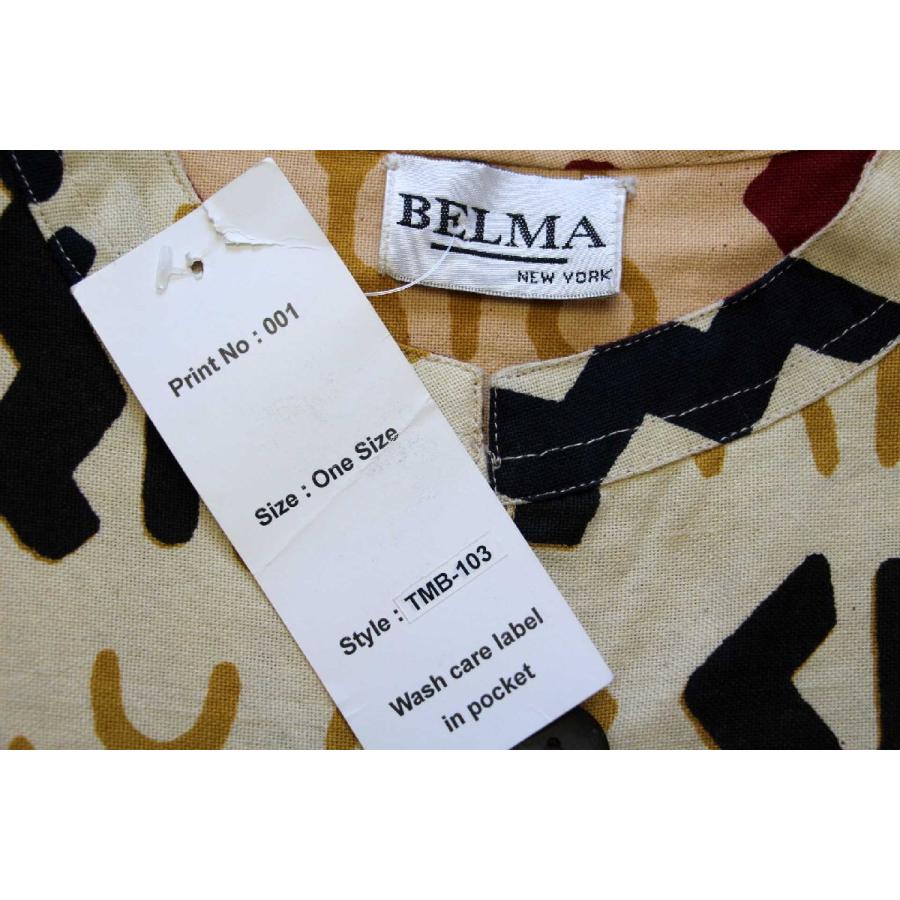 BELMA
NEW YORK
Print No : 001
Size : One Size
Style : TMB-103
Wash care label
in pocket